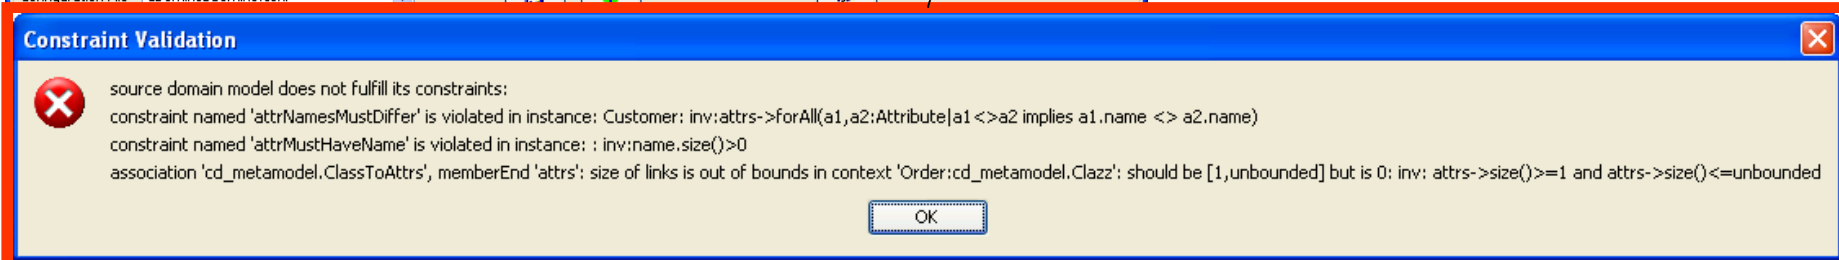 Constraint Validation
source domain model does not fulfill its constraints:
constraint named 'attrNamesMustDiffer' is violated in instance: Customer: inv:attrs->forAll(a1,a2:Attribute|a1<>a2 implies a1.name <> a2.name)
constraint named 'attrMustHaveName' is violated in instance: : inv:name.size()>0
association 'cd_metamodel.ClassToAttrs', memberEnd 'attrs': size of links is out of bounds in context 'Order:cd_metamodel.Clazz': should be [1,unbounded] but is 0: inv: attrs->size()>=1 and attrs->size()<=unbounded
OK